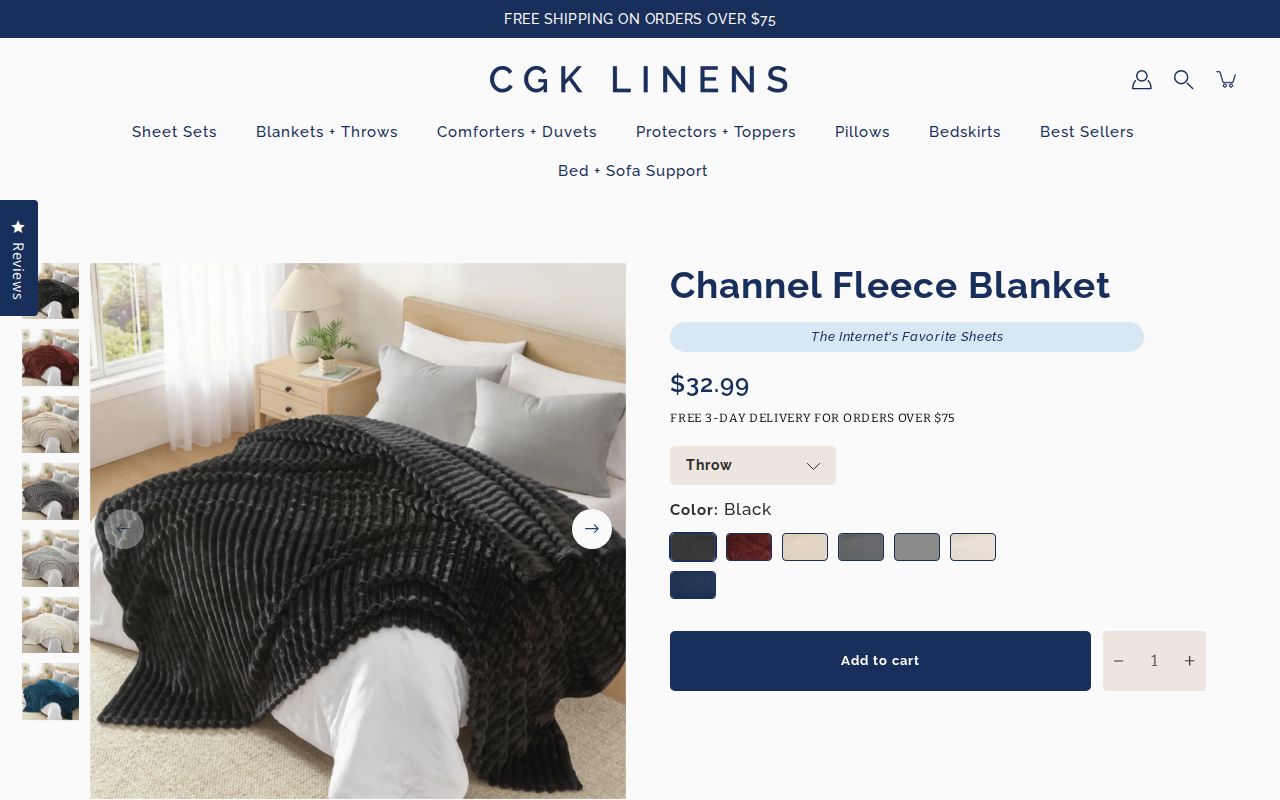 FREE SHIPPING ON ORDERS OVER $75
CGK LINENS
Sheet Sets
Blankets + Throws
Comforters + Duvets
Protectors + Toppers
Pillows
Bedskirts
Best Sellers
Bed + Sofa Support
Reviews
Channel Fleece Blanket
The Internet's Favorite Sheets
$32.99
FREE 3-DAY DELIVERY FOR ORDERS OVER $75
Throw
Color: Black
Add to cart
− 1 +